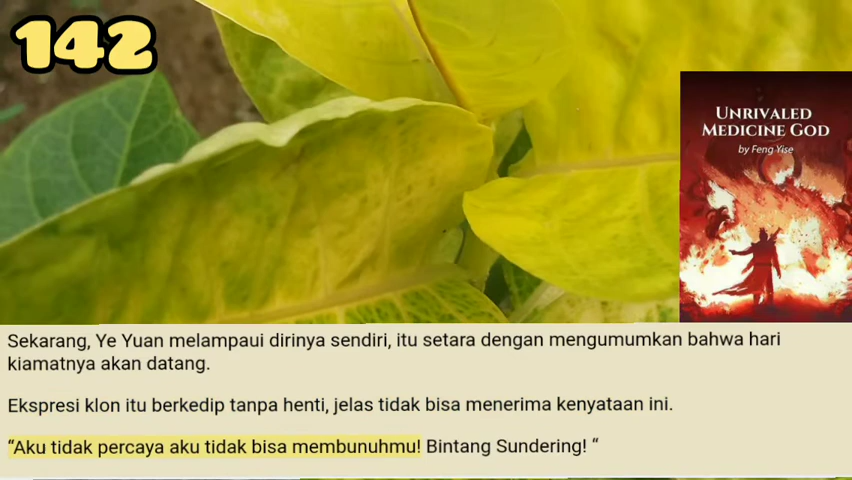 142
UNRIVALED
MEDICINE GOD
by Feng Yise
Sekarang, Ye Yuan melampaui dirinya sendiri, itu setara dengan mengumumkan bahwa hari
kiamatnya akan datang.
Ekspresi klon itu berkedip tanpa henti, jelas tidak bisa menerima kenyataan ini.
“Aku tidak percaya aku tidak bisa membunuhmu! Bintang Sundering! “